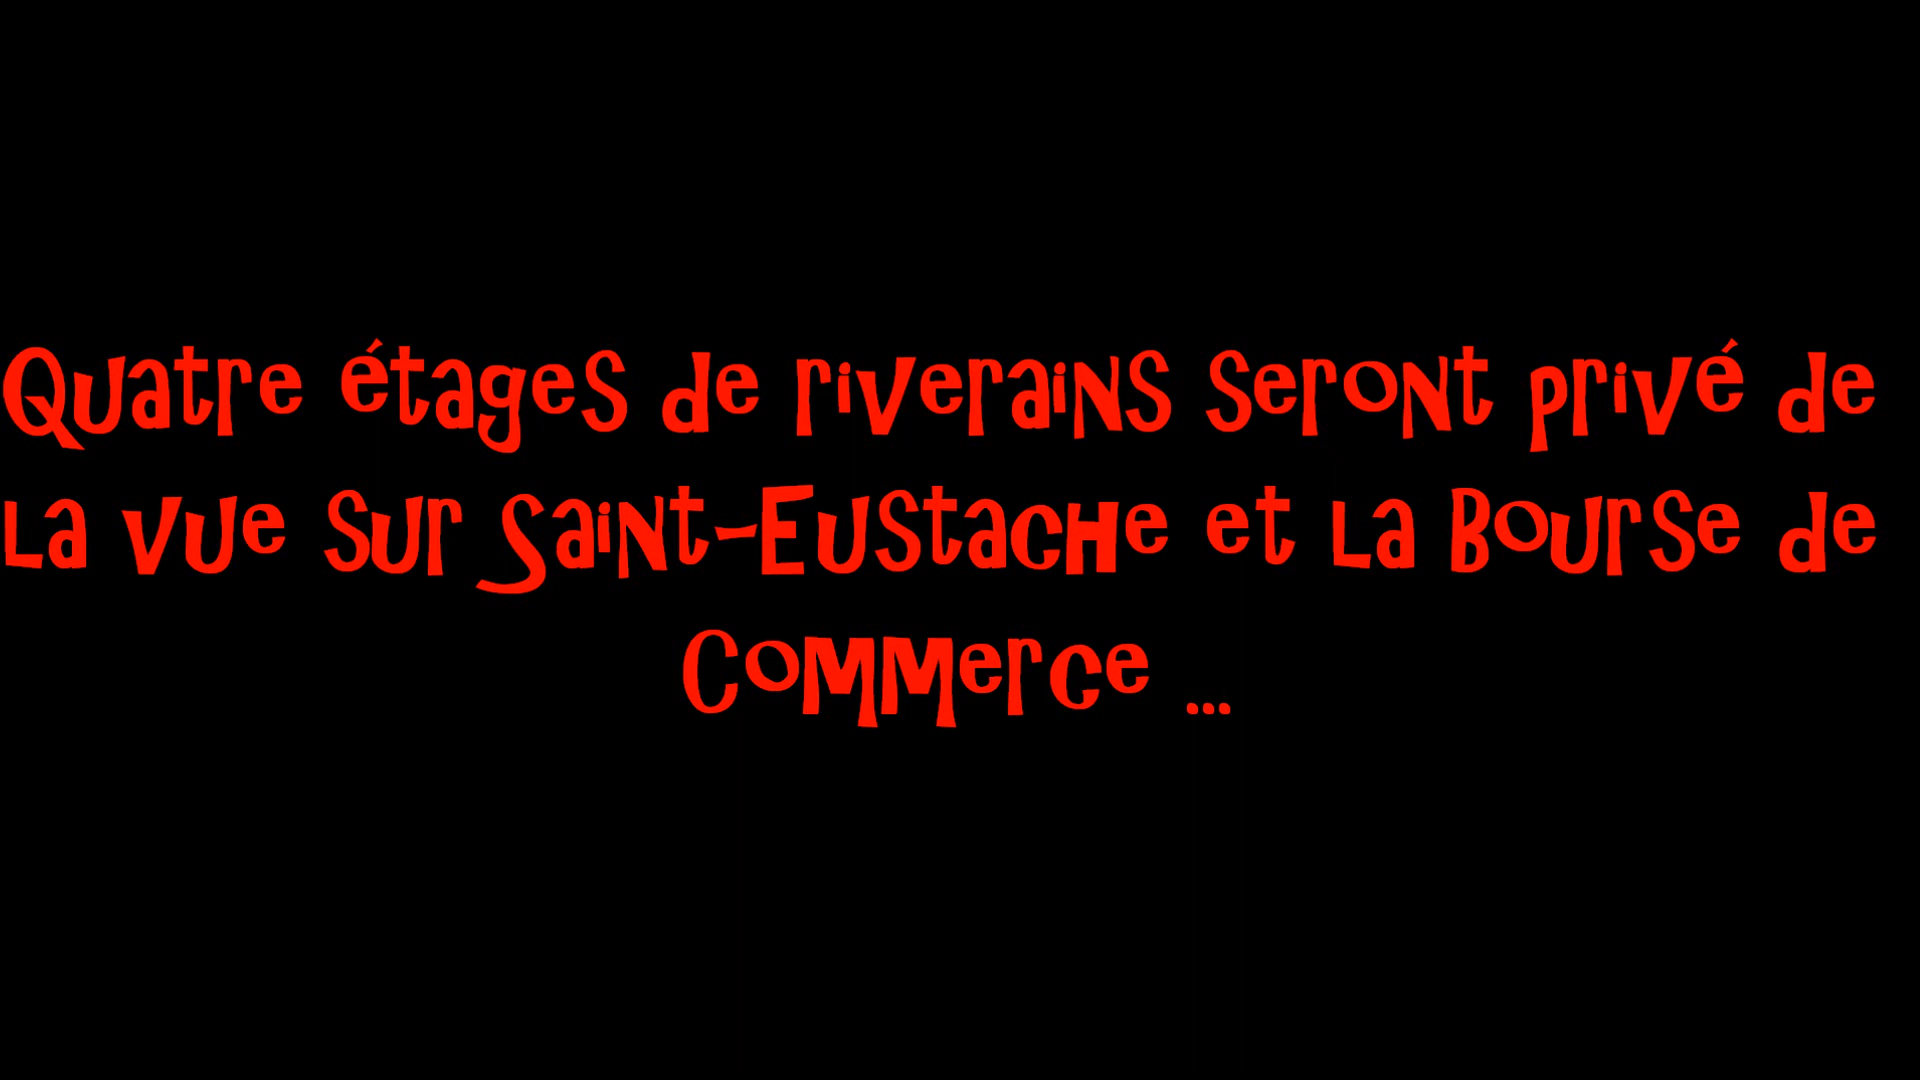 Quatre étages de riverains seront privé de
la vue sur Saint-Eustache et la Bourse de
Commerce ...